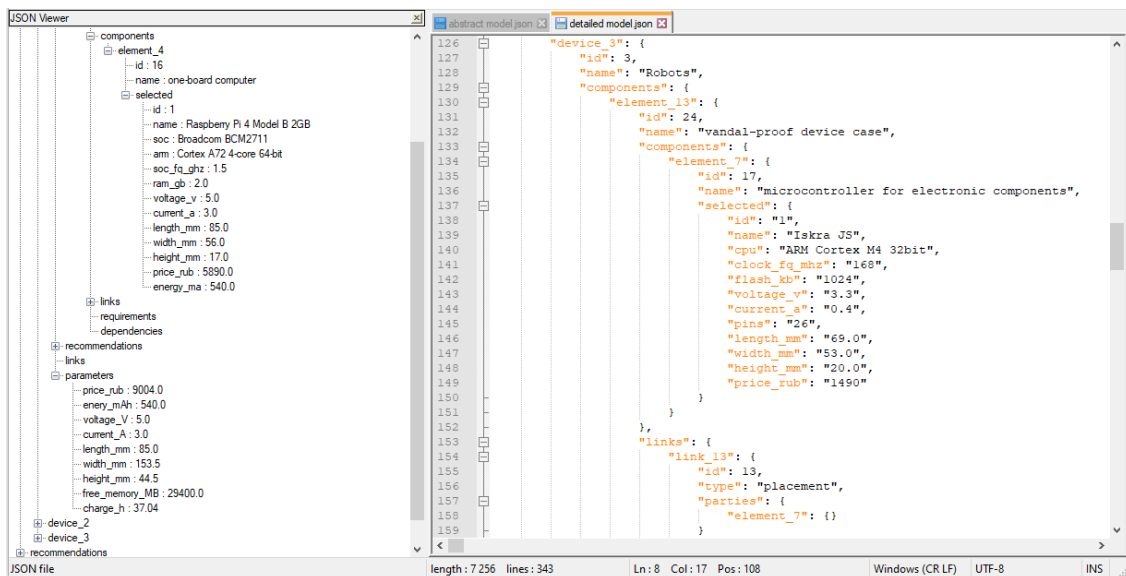 JSON Viewer
components
element_4
id : 16
name : one-board computer
selected
id : 1
name : Raspberry Pi 4 Model B 2GB
soc : Broadcom BCM2711
arm : Cortex A72 4-core 64-bit
soc_fq_ghz : 1.5
ram_gb : 2.0
voltage_v : 5.0
current_a : 3.0
length_mm : 85.0
width_mm : 56.0
height_mm : 17.0
price_rub : 5890.0
energy_ma : 540.0
links
requirements
dependencies
recommendations
links
parameters
price_rub : 9004.0
enery_mAh : 540.0
voltage_V : 5.0
current_A : 3.0
length_mm : 85.0
width_mm : 153.5
height_mm : 44.5
free_memory_MB : 29400.0
charge_h : 37.04
device_2
device_3
recommendations
JSON file
abstract model.json detailed model.json
126 "device_3": {
127 "id": 3,
128 "name": "Robots",
129 "components": {
130 "element_13": {
131 "id": 24,
132 "name": "vandal-proof device case",
133 "components": {
134 "element_7": {
135 "id": 17,
136 "name": "microcontroller for electronic components",
137 "selected": {
138 "id": "1",
139 "name": "Iskra JS",
140 "cpu": "ARM Cortex M4 32bit",
141 "clock_fq_mhz": "168",
142 "flash_kb": "1024",
143 "voltage_v": "3.3",
144 "current_a": "0.4",
145 "pins": "26",
146 "length_mm": "69.0",
147 "width_mm": "53.0",
148 "height_mm": "20.0",
149 "price_rub": "1490"
150 }
151 }
152 },
153 "links": {
154 "link_13": {
155 "id": 13,
156 "type": "placement",
157 "parties": {
158 "element_7": {}
159 }
length : 7 256 lines : 343 Ln : 8 Col : 17 Pos : 108 Windows (CR LF) UTF-8 INS